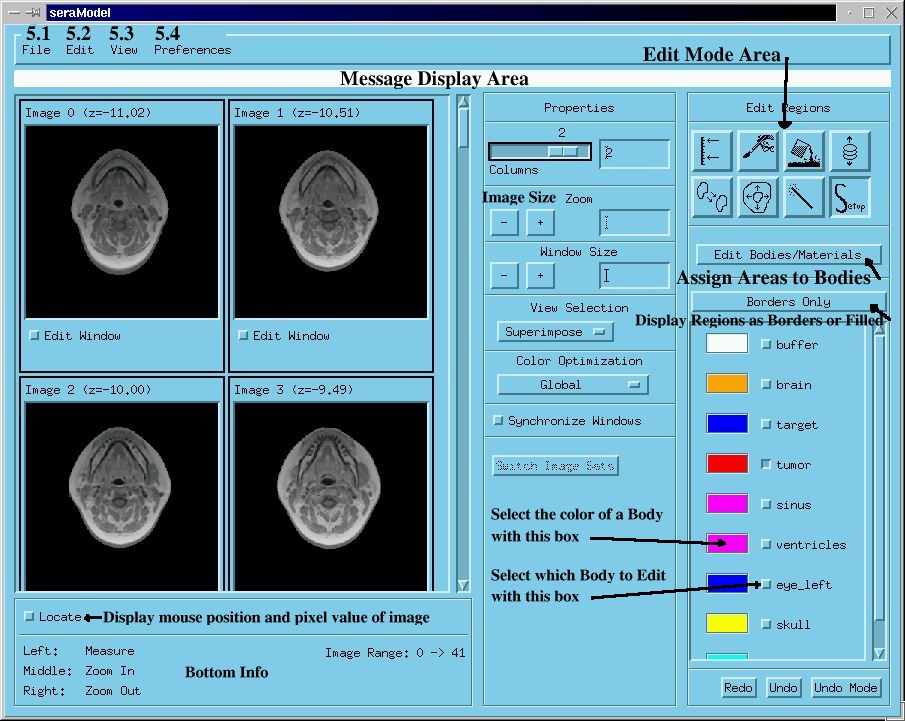 seraModel
5.1 5.2 5.3 5.4
File Edit View Preferences
Edit Mode Area
Message Display Area
Image 0 (z=-11.02)
Image 1 (z=-10.51)
Edit Window
Edit Window
Image 2 (z=-10.00)
Image 3 (z=-9.49)
Locate
Display mouse position and pixel value of image
Left: Measure
Image Range: 0 -> 41
Middle: Zoom In
Bottom Info
Right: Zoom Out
Properties
2
2
Columns
Image Size Zoom
- +
Window Size
- +
View Selection
Superimpose
Color Optimization
Global
Synchronize Windows
Switch Image Sets
Select the color of a Body
with this box
Select which Body to Edit
with this box
Edit Regions
Setup
Edit Bodies/Materials
Assign Areas to Bodies
Borders Only
Display Regions as Borders or Filled
buffer
brain
target
tumor
sinus
ventricles
eye_left
skull
Redo Undo Undo Mode